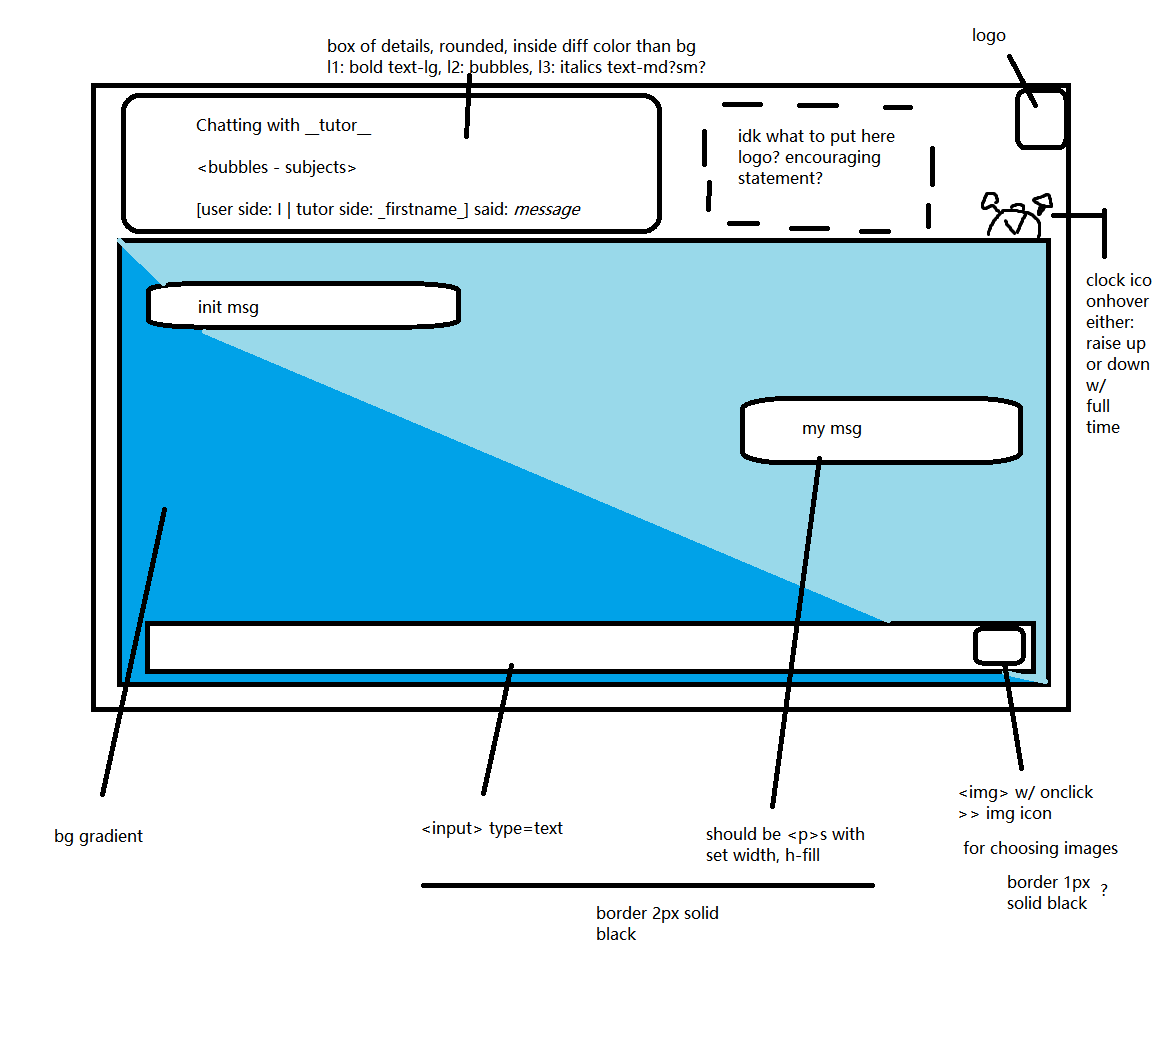 logo
box of details, rounded, inside diff color than bg
l1: bold text-lg, l2: bubbles, l3: italics text-md?sm?
Chatting with __tutor__
<bubbles - subjects>
[user side: I | tutor side: _firstname_] said: message
idk what to put here
logo? encouraging
statement?
clock ico
onhover
either:
raise up
or down
w/
full
time
init msg
my msg
bg gradient
<input> type=text
should be <p>s with
set width, h-fill
<img> w/ onclick
>> img icon
for choosing images
border 1px
solid black
?
border 2px solid
black